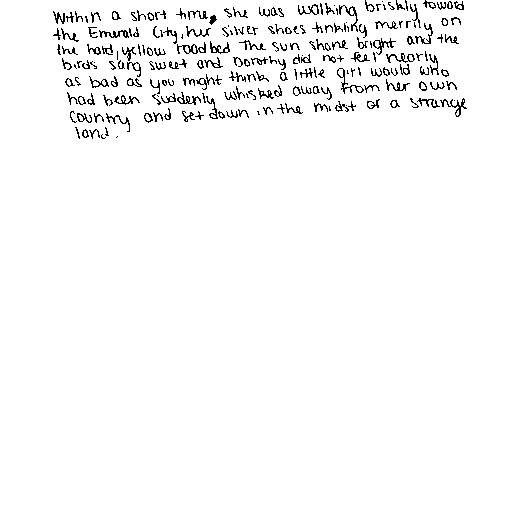 Within a short time, she was walking briskly toward
the Emerald City, her silver shoes tinkling merrily on
the hard, yellow roadbed The sun shone bright and the
birds sang sweet and Dorothy did not feel nearly
as bad as you might think a little girl would who
had been suddenly whisked away from her own
country and set down in the midst of a strange
land.